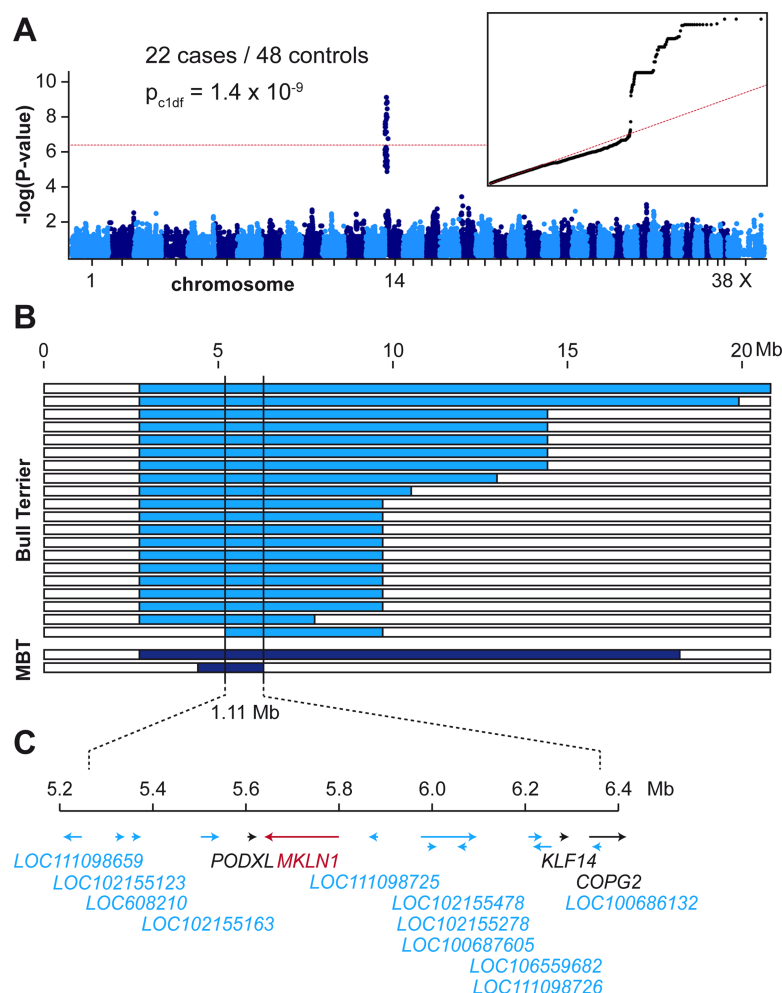 A
22 cases / 48 controls
pc1df = 1.4 x 10-9
-log(P-value)
10
8
6
4
2
1
chromosome
14
38 X
B
0 5 10 15 20 Mb
Bull Terrier
MBT
1.11 Mb
C
5.2 5.4 5.6 5.8 6.0 6.2 6.4 Mb
LOC111098659 PODXL MKLN1 KLF14
LOC102155123 LOC111098725 COPG2
LOC608210 LOC102155478 LOC100686132
LOC102155163 LOC102155278
LOC100687605
LOC106559682
LOC111098726